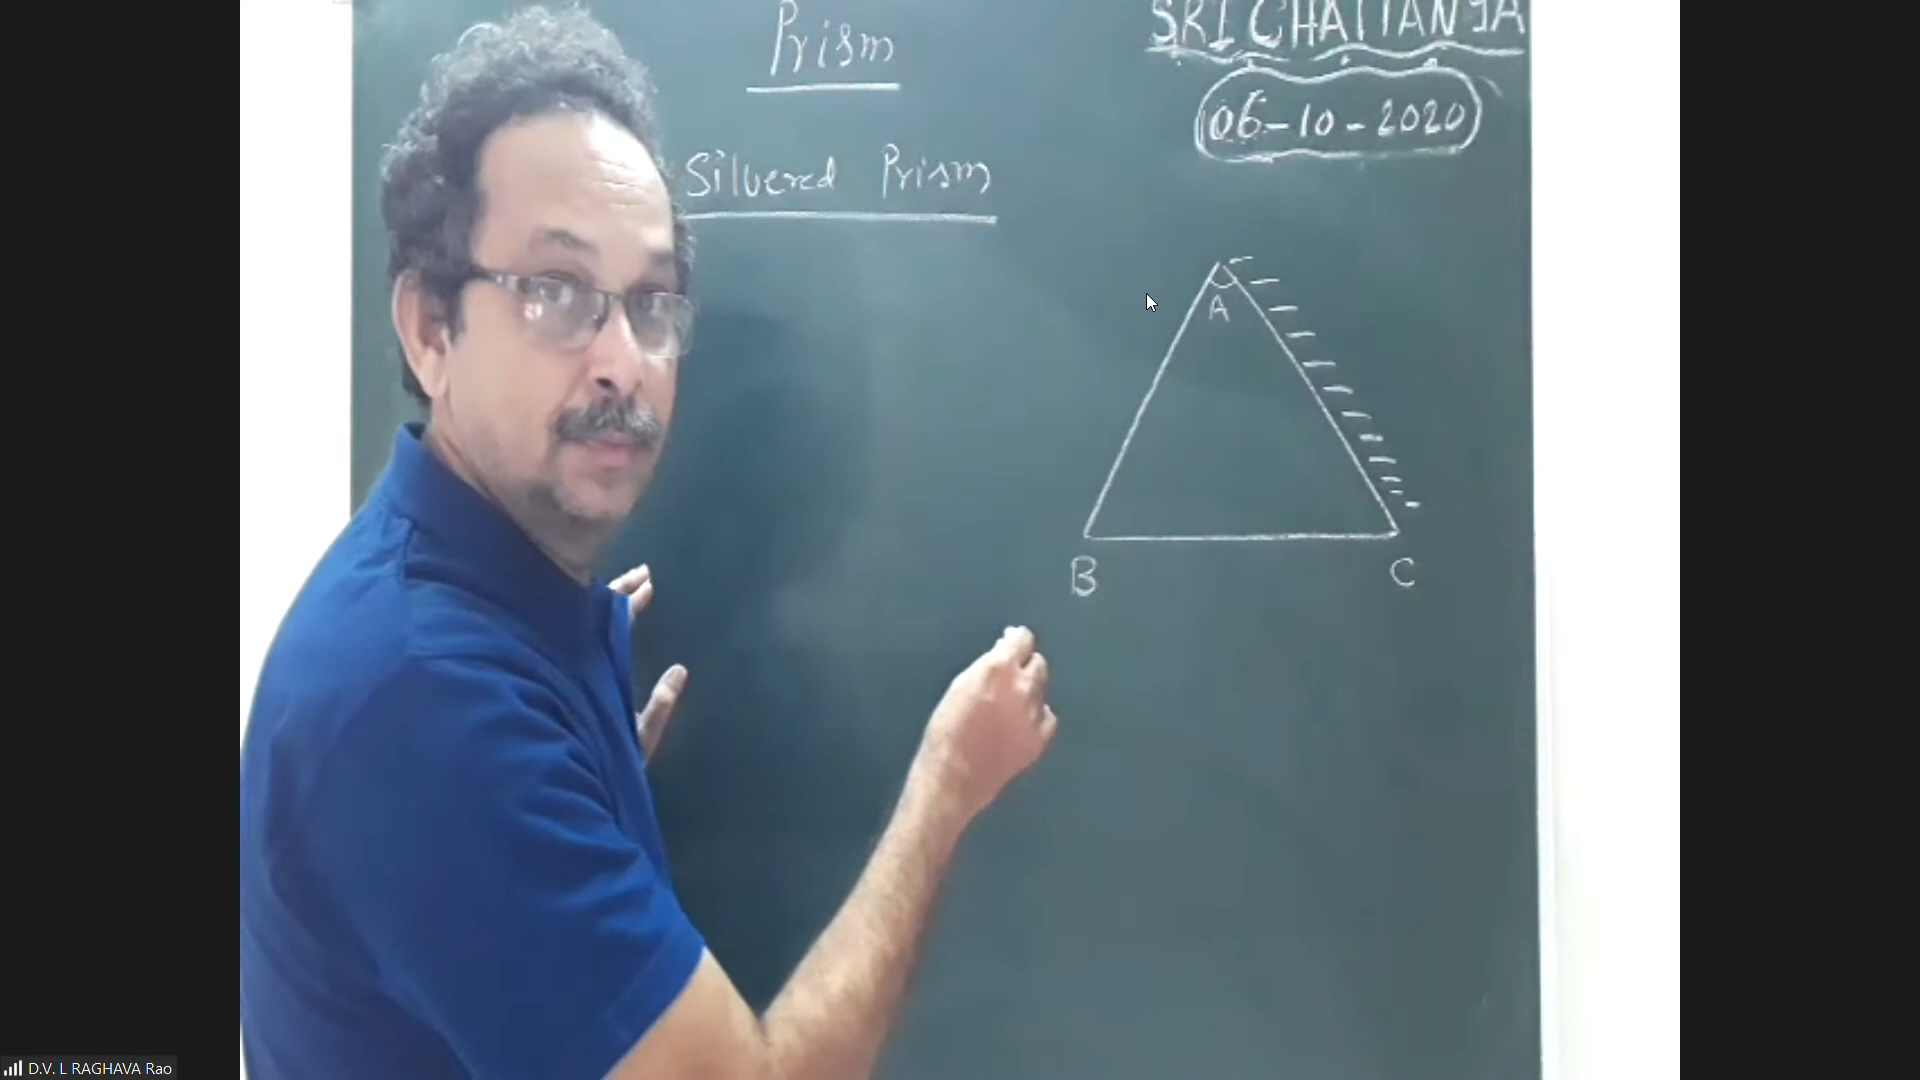 Prism
SRI CHAITANYA
06-10-2020
Silvered Prism
A
B
C
D.V. L RAGHAVA Rao